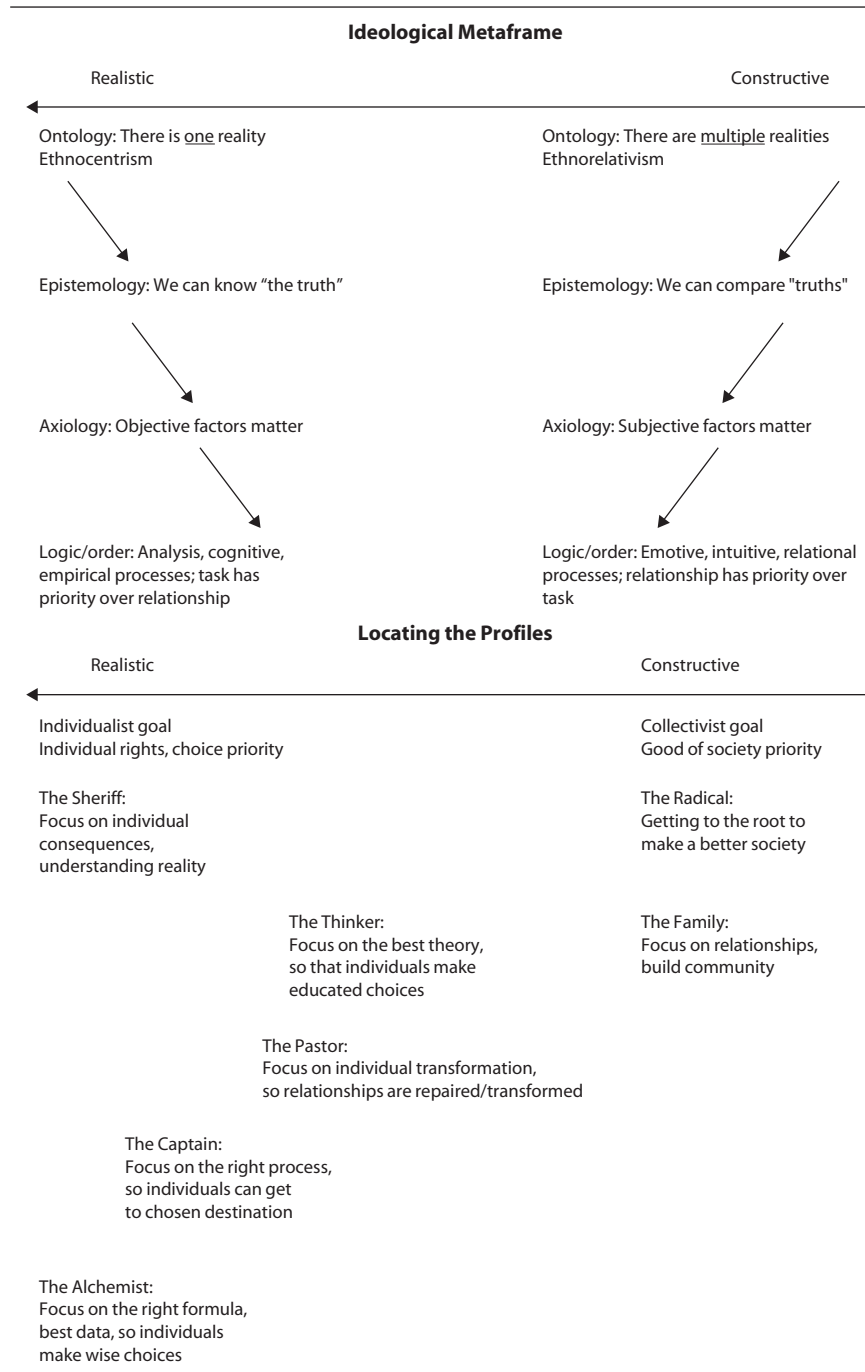 Ideological Metaframe
Realistic
Constructive
Ontology: There is one reality
Ethnocentrism
Ontology: There are multiple realities
Ethnorelativism
Epistemology: We can know “the truth”
Epistemology: We can compare "truths"
Axiology: Objective factors matter
Axiology: Subjective factors matter
Logic/order: Analysis, cognitive,
empirical processes; task has
priority over relationship
Logic/order: Emotive, intuitive, relational
processes; relationship has priority over
task
Locating the Profiles
Realistic
Constructive
Individualist goal
Individual rights, choice priority
Collectivist goal
Good of society priority
The Sheriff:
Focus on individual
consequences,
understanding reality
The Radical:
Getting to the root to
make a better society
The Thinker:
Focus on the best theory,
so that individuals make
educated choices
The Family:
Focus on relationships,
build community
The Pastor:
Focus on individual transformation,
so relationships are repaired/transformed
The Captain:
Focus on the right process,
so individuals can get
to chosen destination
The Alchemist:
Focus on the right formula,
best data, so individuals
make wise choices